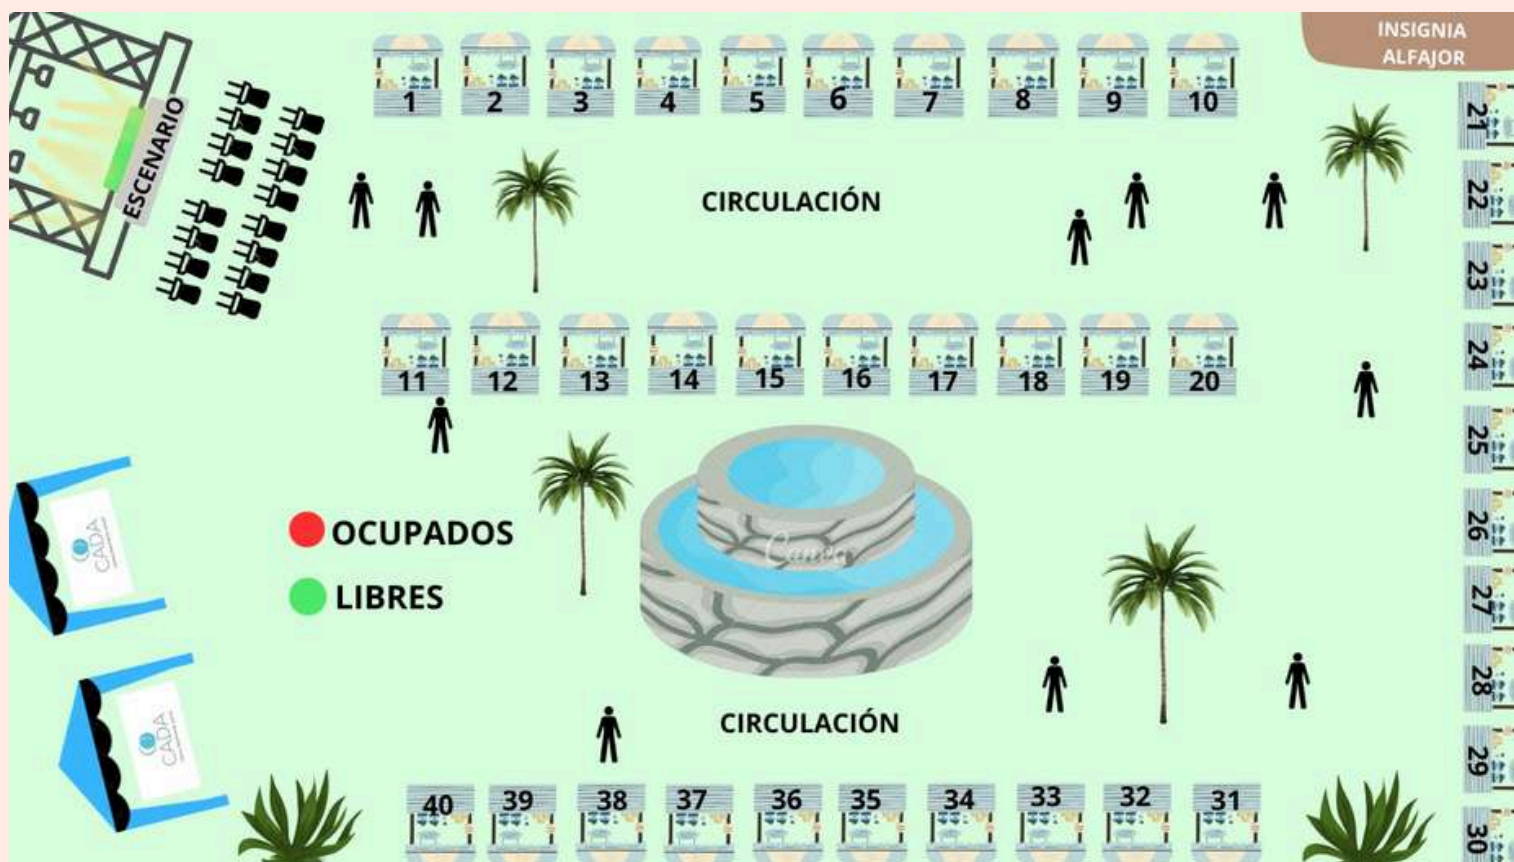 INSIGNIA
ALFAJOR
1 2 3 4 5 6 7 8 9 10
ESCENARIO
21
22
CIRCULACIÓN
23
24
11 12 13 14 15 16 17 18 19 20
25
OCUPADOS
26
CADA
Canva
LIBRES
27
28
CIRCULACIÓN
CADA
29
40 39 38 37 36 35 34 33 32 31
30